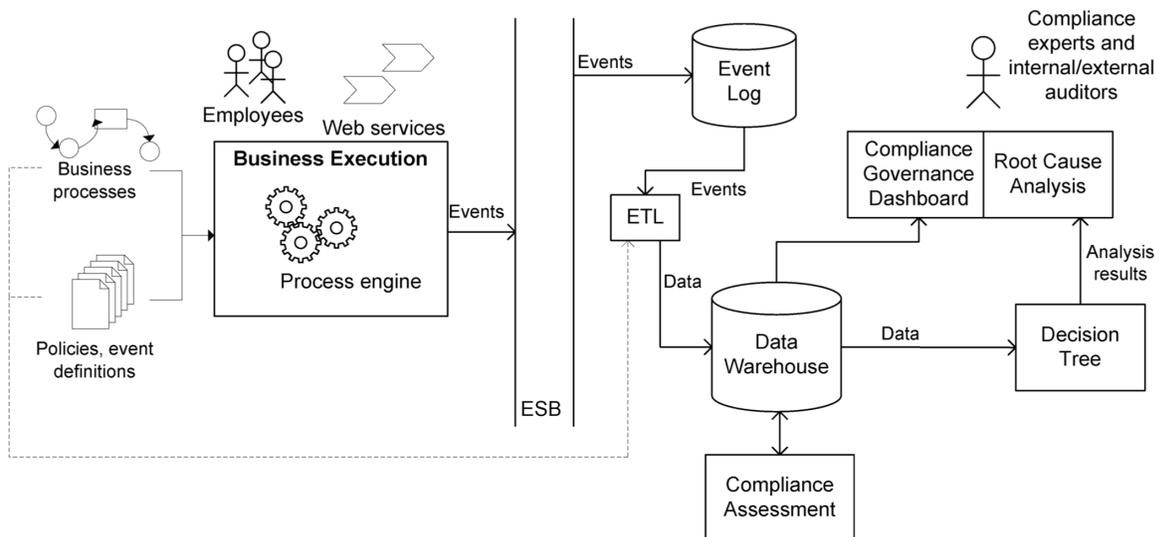 Employees
Web services
Business
processes
Policies, event
definitions
Business Execution
Process engine
Events
ESB
Events
Event
Log
Events
ETL
Data
Data
Warehouse
Compliance
Assessment
Data
Decision
Tree
Analysis
results
Compliance
Governance
Dashboard
Root Cause
Analysis
Compliance
experts and
internal/external
auditors